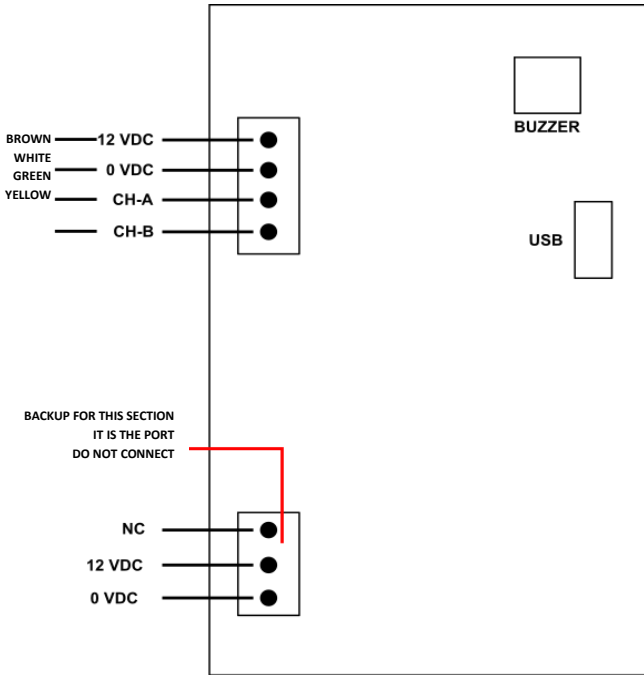 BUZZER
BROWN 12 VDC
WHITE 0 VDC
GREEN CH-A
YELLOW CH-B
USB
BACKUP FOR THIS SECTION
IT IS THE PORT
DO NOT CONNECT
NC
12 VDC
0 VDC